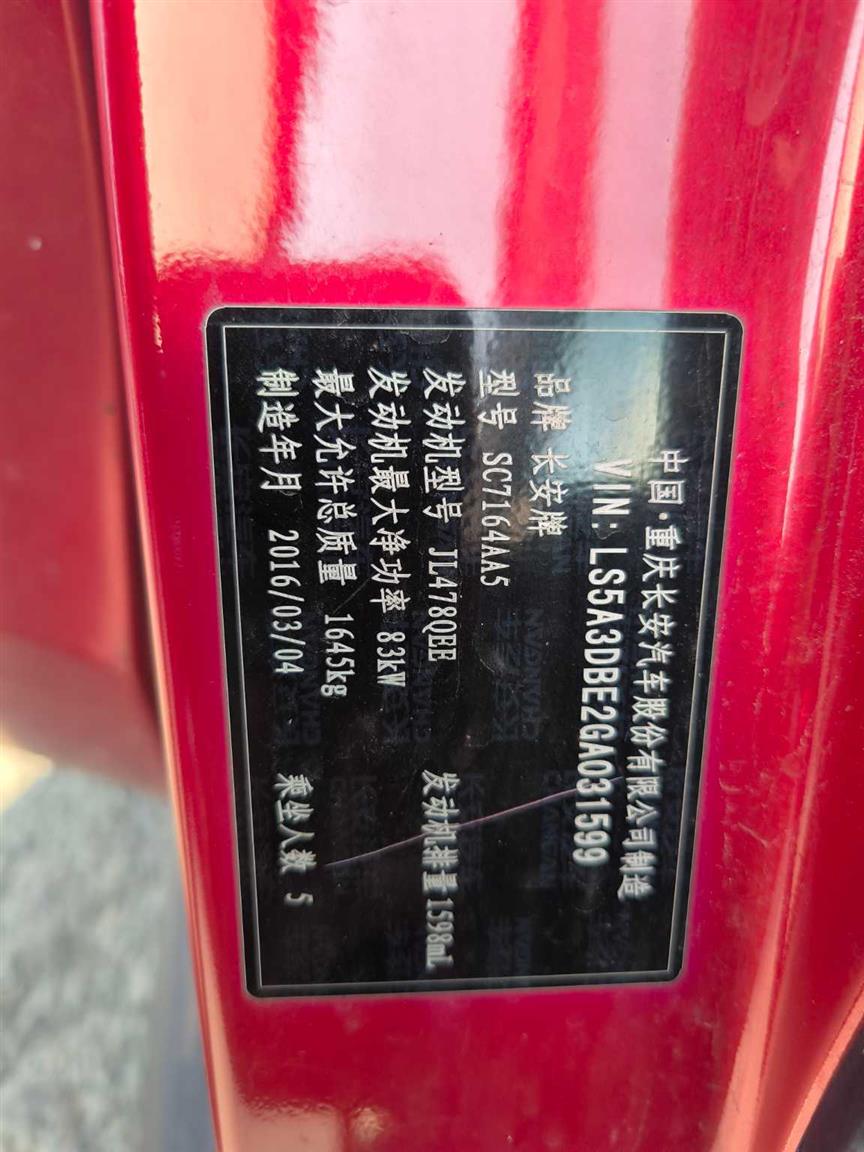 中国·重庆长安汽车股份有限公司制造
VIN: LS5A3DBE2GA031599
品牌 长安牌
型号 SC7164AA5
发动机型号 JL478QEE 发动机排量 1598mL
发动机最大净功率 83kW
最大允许总质量 1645kg
制造年月 2016/03/04 乘坐人数 5